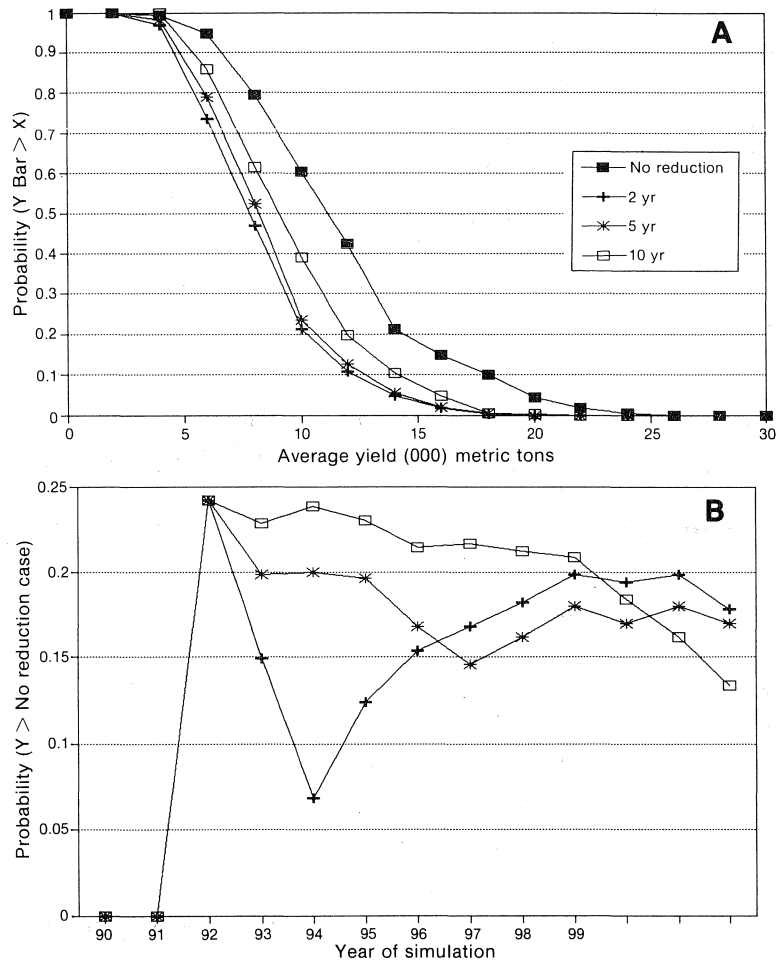 A
Probability (Y Bar > X)
1
0.9
0.8
0.7
0.6
0.5
0.4
0.3
0.2
0.1
0
No reduction
2 yr
5 yr
10 yr
0 5 10 15 20 25 30
Average yield (000) metric tons
B
Probability (Y > No reduction case)
0.25
0.2
0.15
0.1
0.05
0
90 91 92 93 94 95 96 97 98 99
Year of simulation